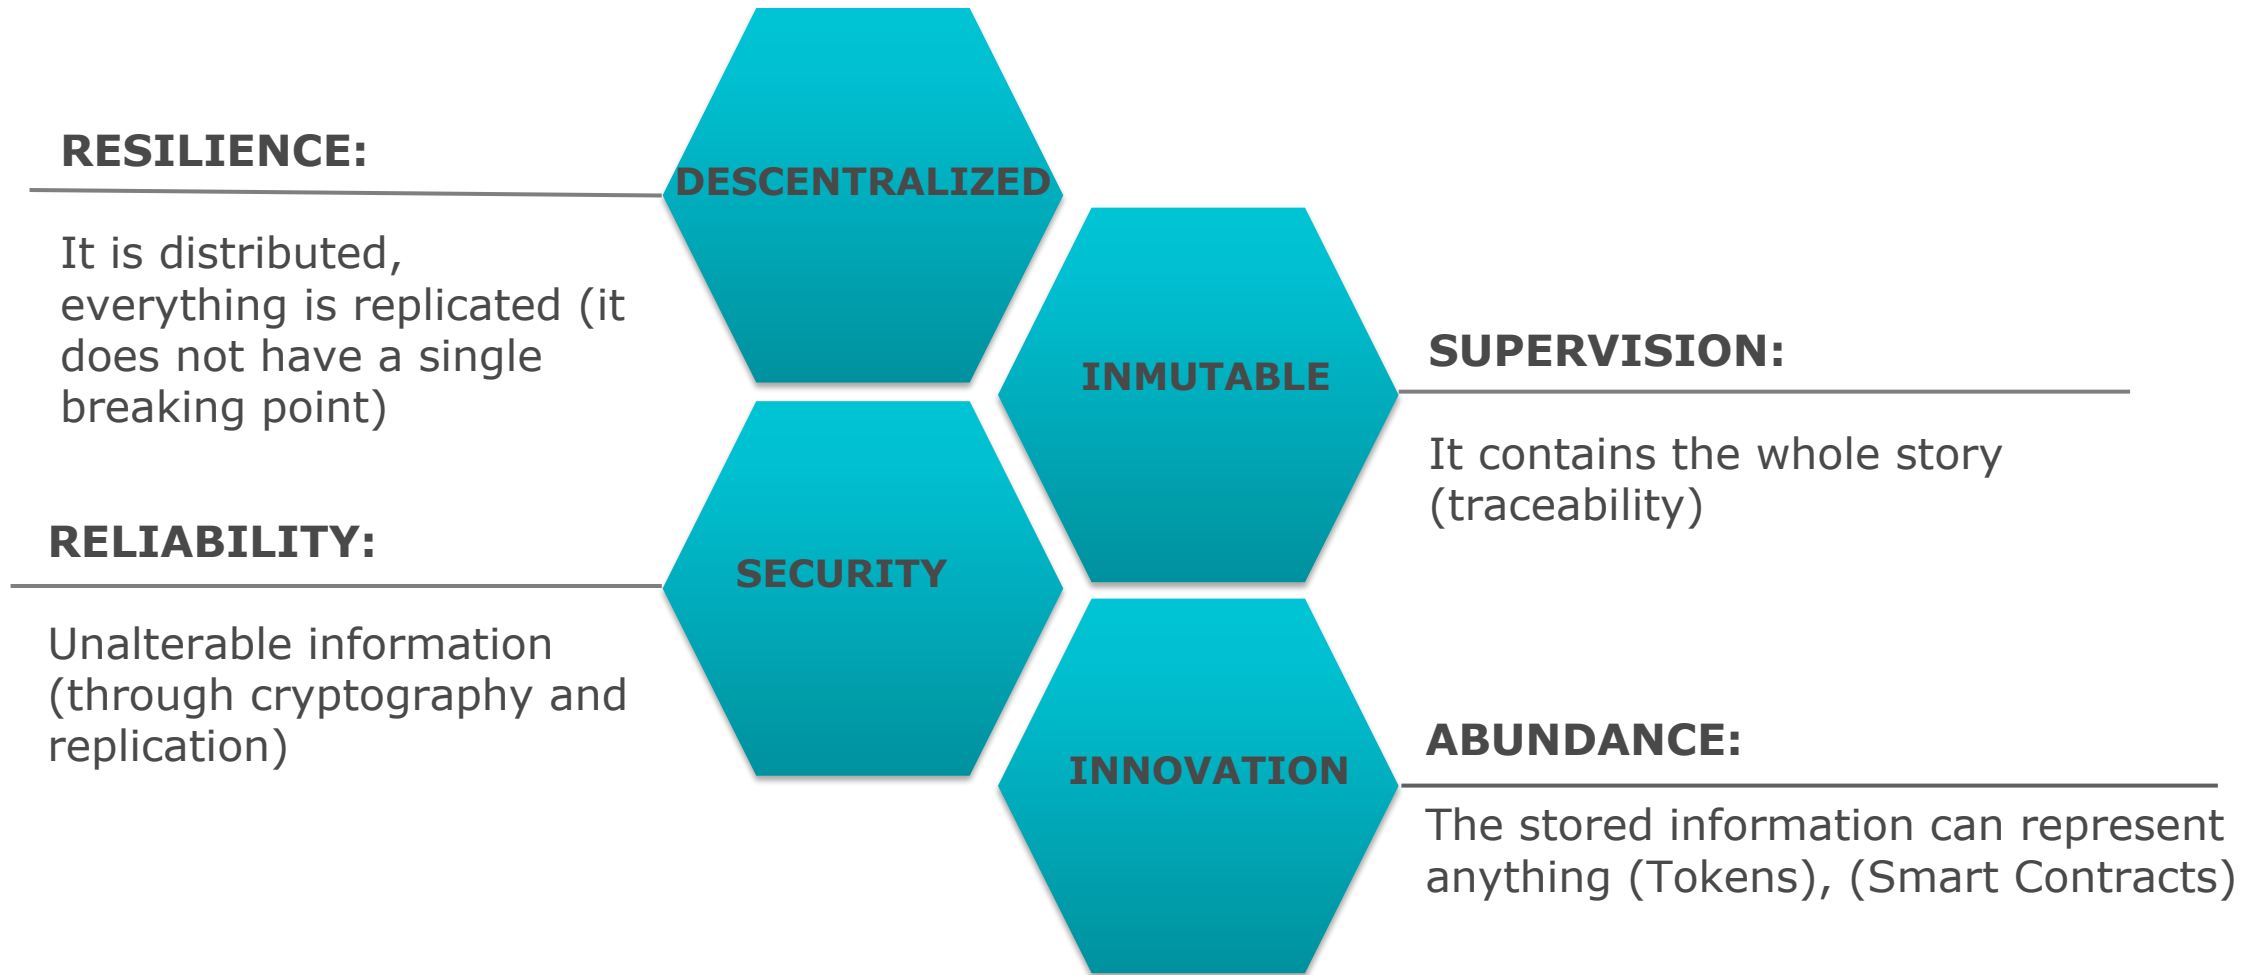 RESILIENCE:
DESCENTRALIZED
It is distributed,
everything is replicated (it
does not have a single
breaking point)
INMUTABLE
SUPERVISION:
It contains the whole story
(traceability)
RELIABILITY:
SECURITY
Unalterable information
(through cryptography and
replication)
INNOVATION
ABUNDANCE:
The stored information can represent
anything (Tokens), (Smart Contracts)